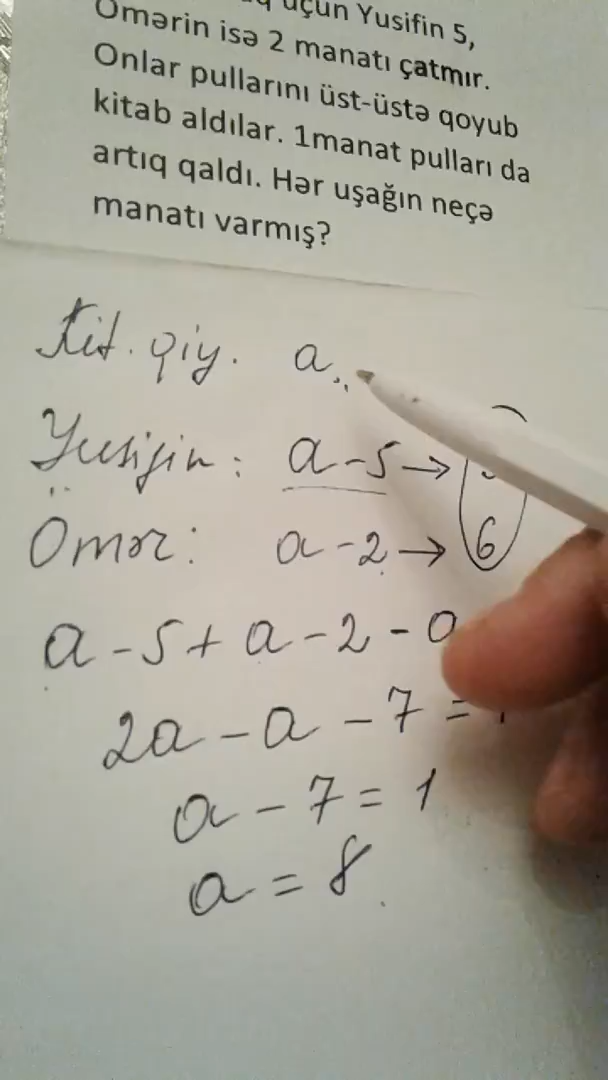 üçün Yusifin 5,
Ömərin isə 2 manatı çatmır.
Onlar pullarını üst-üstə qoyub
kitab aldılar. 1manat pulları da
artıq qaldı. Hər uşağın neçə
manatı varmış?
Kit. qiy. a
Yusifin: a-5→
Ömər: a-2→ 6
a-5+a-2-a
2a-a-7=
a-7=1
a=8